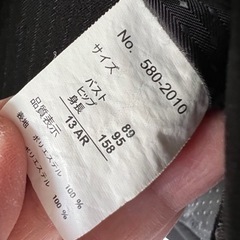 No. 580-2010
サイズ
バスト 89
ヒップ 95
身長 158
13 AR
品質表示
表地 ポリエステル 100 %
ポリエステル 100 %